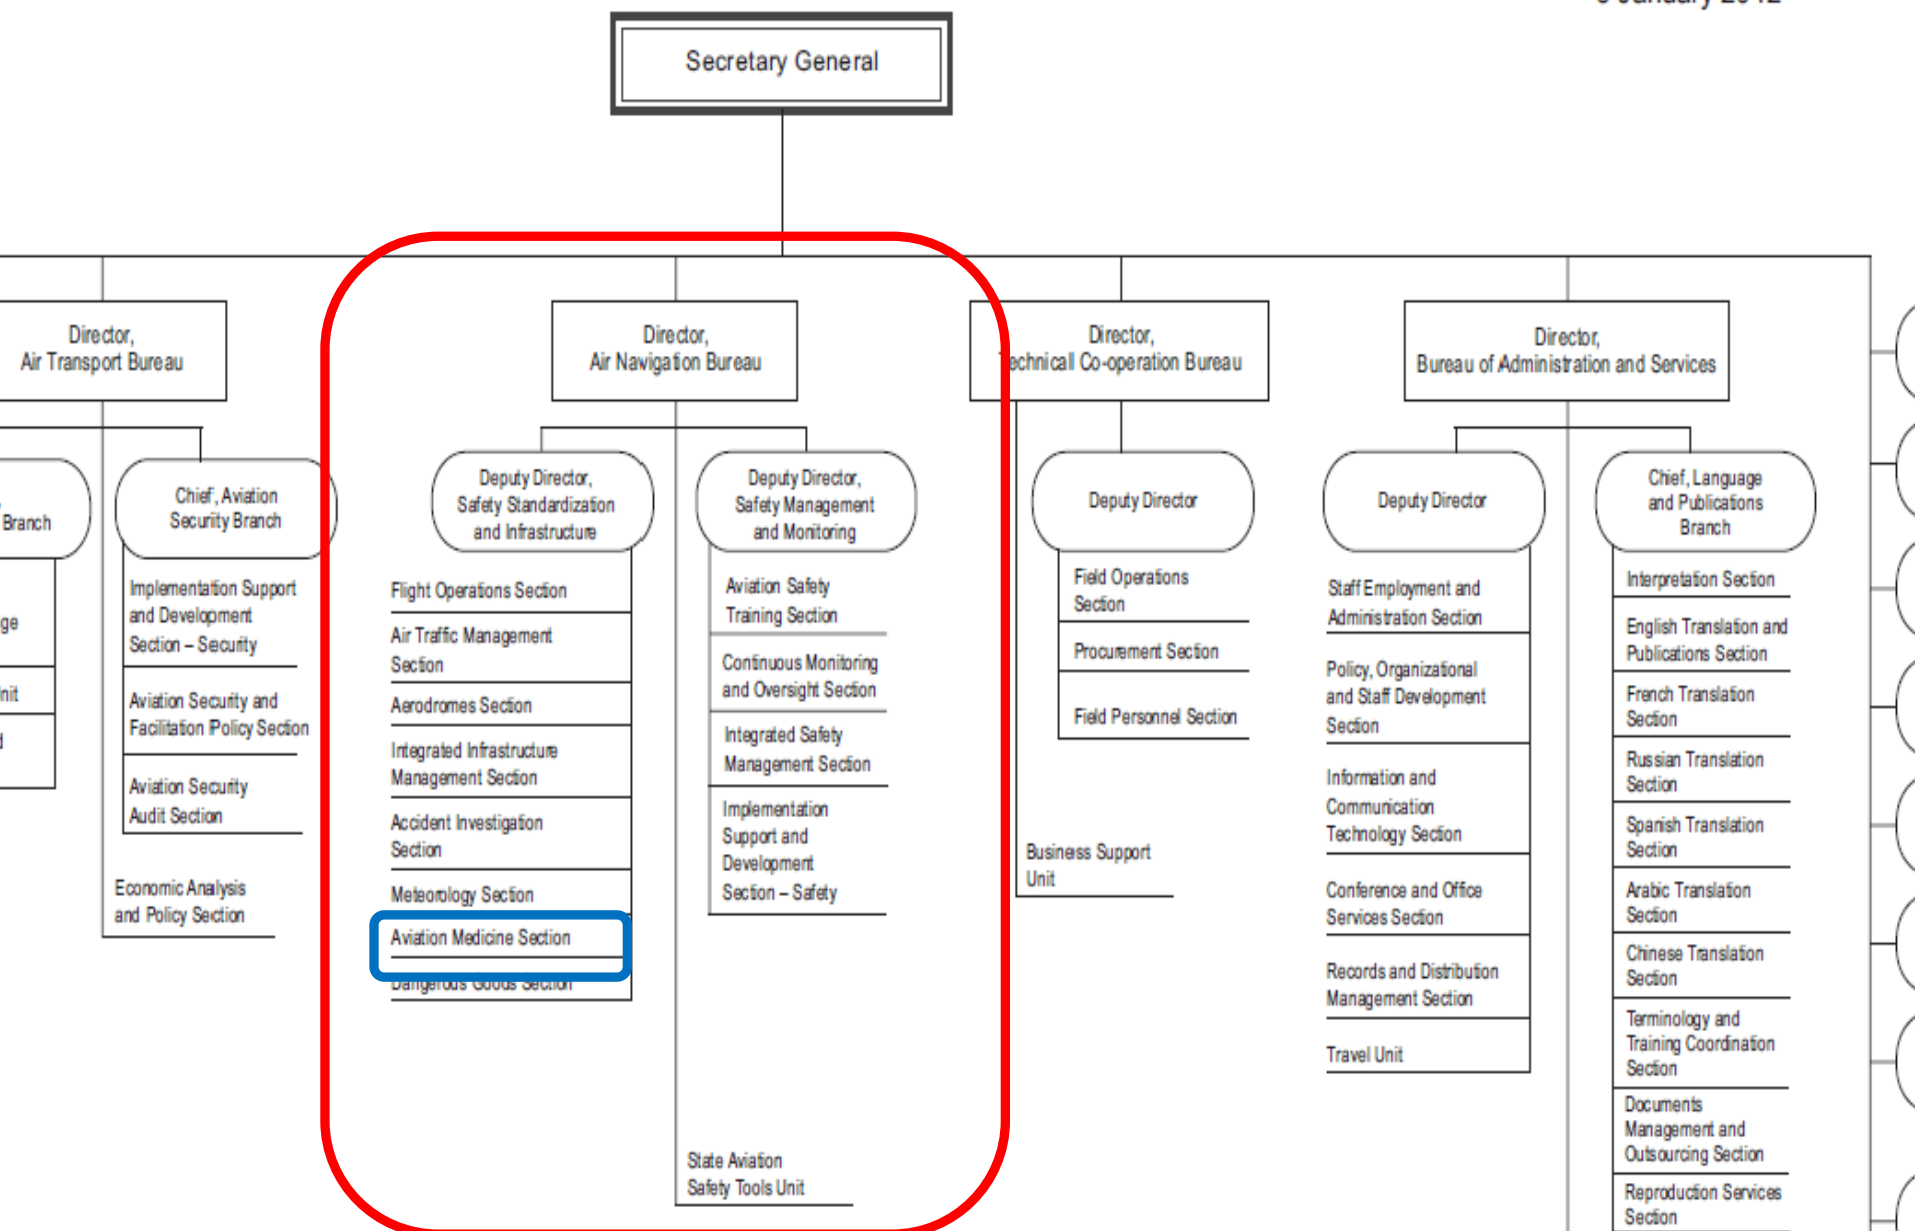 January 2012
Secretary General
Director,
Air Transport Bureau
Branch
ge
nit
Chief, Aviation
Security Branch
Implementation Support
and Development
Section – Security
Aviation Security and
Facilitation Policy Section
Aviation Security
Audit Section
Economic Analysis
and Policy Section
Director,
Air Navigation Bureau
Deputy Director,
Safety Standardization
and Infrastructure
Flight Operations Section
Air Traffic Management
Section
Aerodromes Section
Integrated Infrastructure
Management Section
Accident Investigation
Section
Meteorology Section
Aviation Medicine Section
Dangerous Goods Section
Deputy Director,
Safety Management
and Monitoring
Aviation Safety
Training Section
Continuous Monitoring
and Oversight Section
Integrated Safety
Management Section
Implementation
Support and
Development
Section – Safety
State Aviation
Safety Tools Unit
Director,
Technicall Co-operation Bureau
Deputy Director
Field Operations
Section
Procurement Section
Field Personnel Section
Business Support
Unit
Director,
Bureau of Administration and Services
Deputy Director
Staff Employment and
Administration Section
Policy, Organizational
and Staff Development
Section
Information and
Communication
Technology Section
Conference and Office
Services Section
Records and Distribution
Management Section
Travel Unit
Chief, Language
and Publications
Branch
Interpretation Section
English Translation and
Publications Section
French Translation
Section
Russian Translation
Section
Spanish Translation
Section
Arabic Translation
Section
Chinese Translation
Section
Terminology and
Training Coordination
Section
Documents
Management and
Outsourcing Section
Reproduction Services
Section